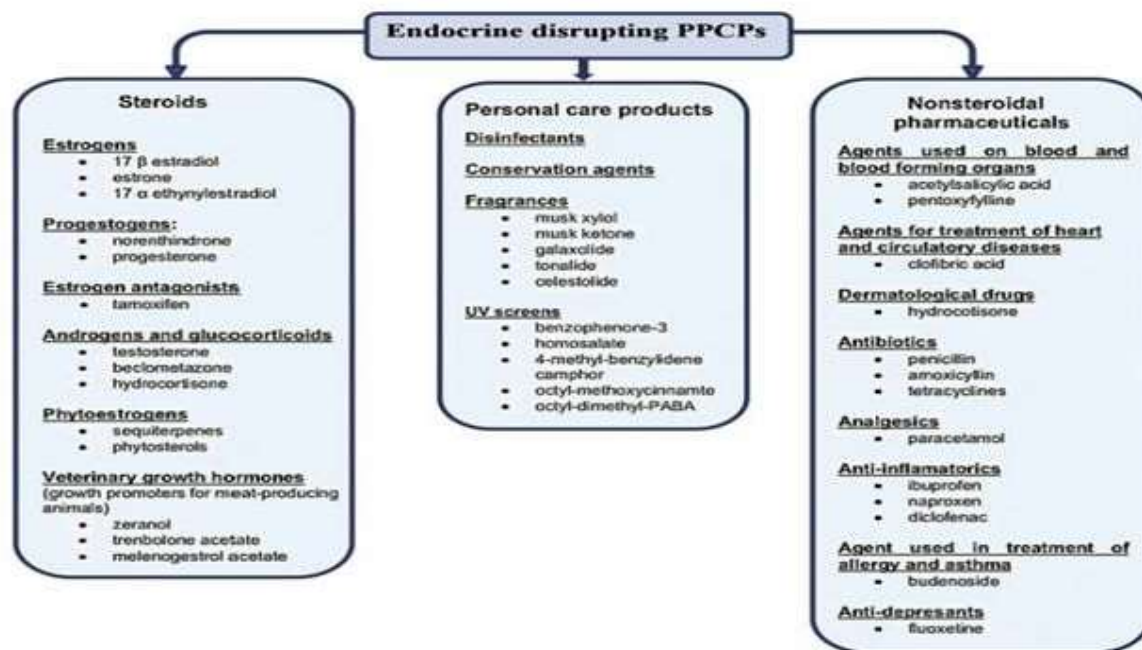 Endocrine disrupting PPCPs
Steroids
Estrogens
• 17 β estradiol
• estrone
• 17 α ethynylestradiol
Progestogens:
• norenthindrone
• progesterone
Estrogen antagonists
• tamoxifen
Androgens and glucocorticoids
• testosterone
• beclometazone
• hydrocortisone
Phytoestrogens
• sequiterpenes
• phytosterols
Veterinary growth hormones
(growth promoters for meat-producing
animals)
• zeranol
• trenbolone acetate
• melenogestrol acetate
Personal care products
Disinfectants
Conservation agents
Fragrances
• musk xylol
• musk ketone
• galaxolide
• tonalide
• celestolide
UV screens
• benzophenone-3
• homosalate
• 4-methyl-benzylidene
camphor
• octyl-methoxycinnamte
• octyl-dimethyl-PABA
Nonsteroidal
pharmaceuticals
Agents used on blood and
blood forming organs
• acetylsalicylic acid
• pentoxyfylline
Agents for treatment of heart
and circulatory diseases
• clofibric acid
Dermatological drugs
• hydrocotisone
Antibiotics
• penicillin
• amoxicyllin
• tetracyclines
Analgesics
• paracetamol
Anti-inflamatorics
• ibuprofen
• naproxen
• diclofenac
Agent used in treatment of
allergy and asthma
• budenoside
Anti-depresants
• fluoxetine